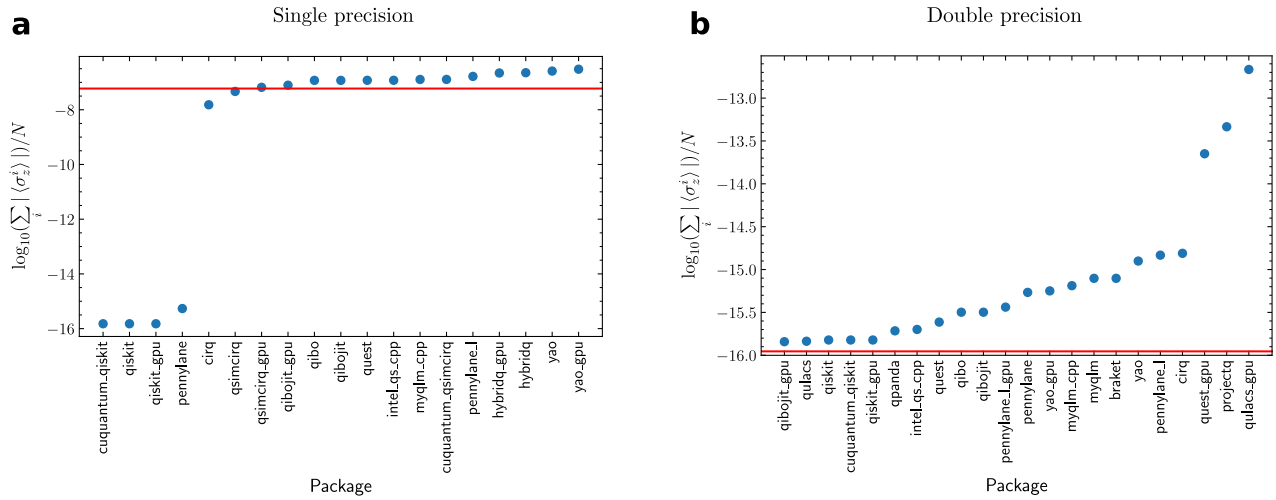 a
Single precision
log10(∑i | ⟨σ_z^i⟩ |)/N
−8
−10
−12
−14
−16
cuquantum_qiskit
qiskit
qiskit_gpu
pennylane
cirq
qsimcirq
qsimcirq_gpu
qibojit_gpu
qibo
qibojit
quest
intel_qs_cpp
myqlm_cpp
cuquantum_qsimcirq
pennylane_l
hybridq_gpu
hybridq
yao
yao_gpu
Package
b
Double precision
log10(∑i | ⟨σ_z^i⟩ |)/N
−13.0
−13.5
−14.0
−14.5
−15.0
−15.5
−16.0
qibojit_gpu
qulacs
qiskit
cuquantum_qiskit
qiskit_gpu
qpanda
intel_qs_cpp
quest
qibo
qibojit
pennylane_l_gpu
pennylane
yao_gpu
myqlm_cpp
myqlm
braket
yao
pennylane_l
cirq
quest_gpu
projectq
qulacs_gpu
Package